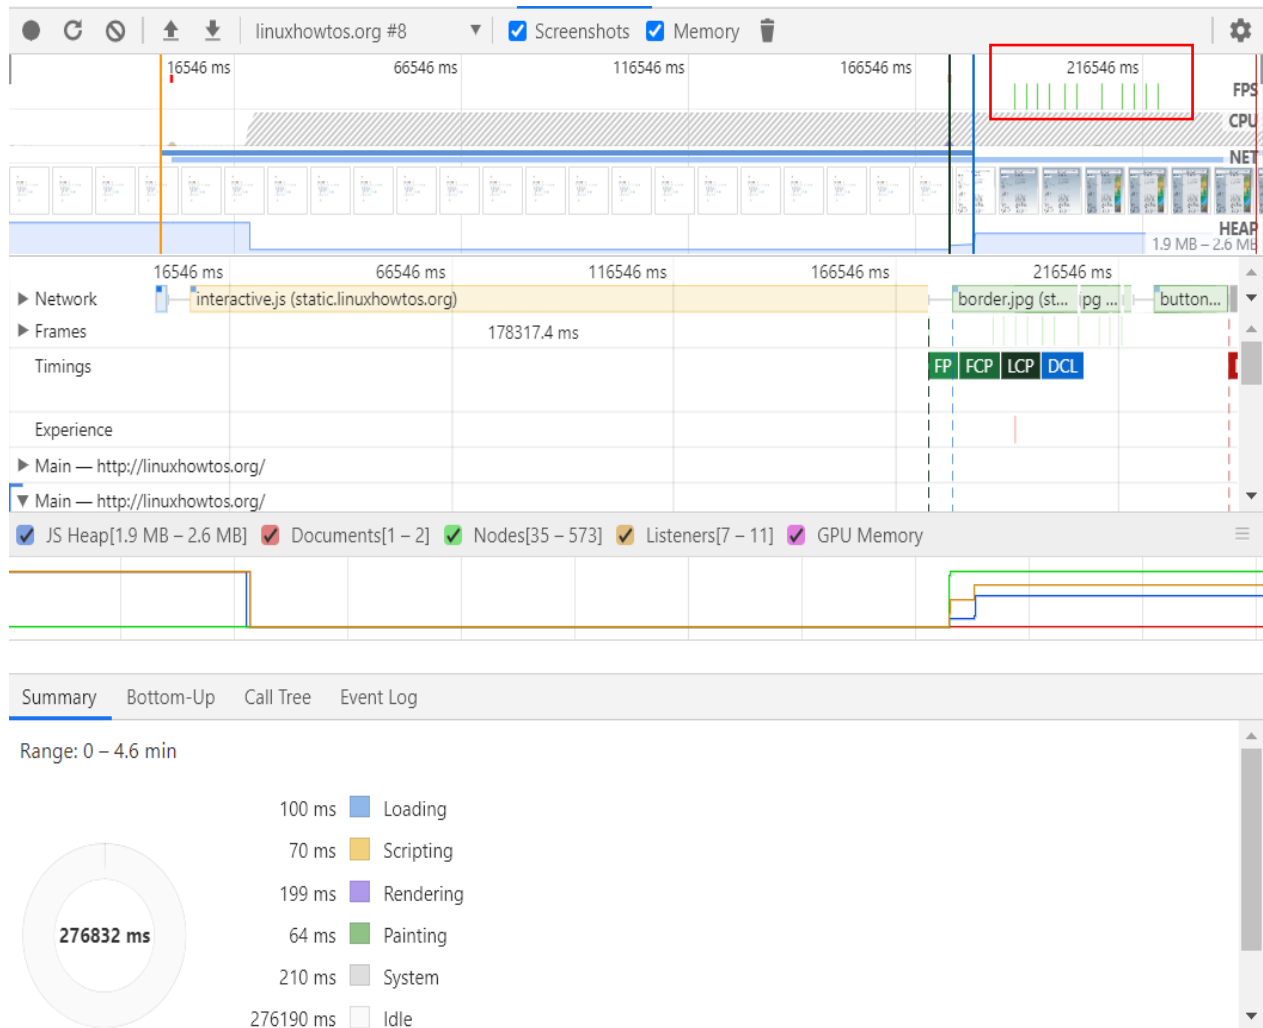 linuxhowtos.org #8 Screenshots Memory
16546 ms 66546 ms 116546 ms 166546 ms 216546 ms
FPS
CPU
NET
HEAP
1.9 MB – 2.6 MB
16546 ms 66546 ms 116546 ms 166546 ms 216546 ms
Network interactive.js (static.linuxhowtos.org) border.jpg (st... ipg ... button...
Frames 178317.4 ms
Timings FP FCP LCP DCL
Experience
Main — http://linuxhowtos.org/
Main — http://linuxhowtos.org/
JS Heap[1.9 MB – 2.6 MB] Documents[1 – 2] Nodes[35 – 573] Listeners[7 – 11] GPU Memory
Summary Bottom-Up Call Tree Event Log
Range: 0 – 4.6 min
100 ms Loading
70 ms Scripting
199 ms Rendering
276832 ms
64 ms Painting
210 ms System
276190 ms Idle